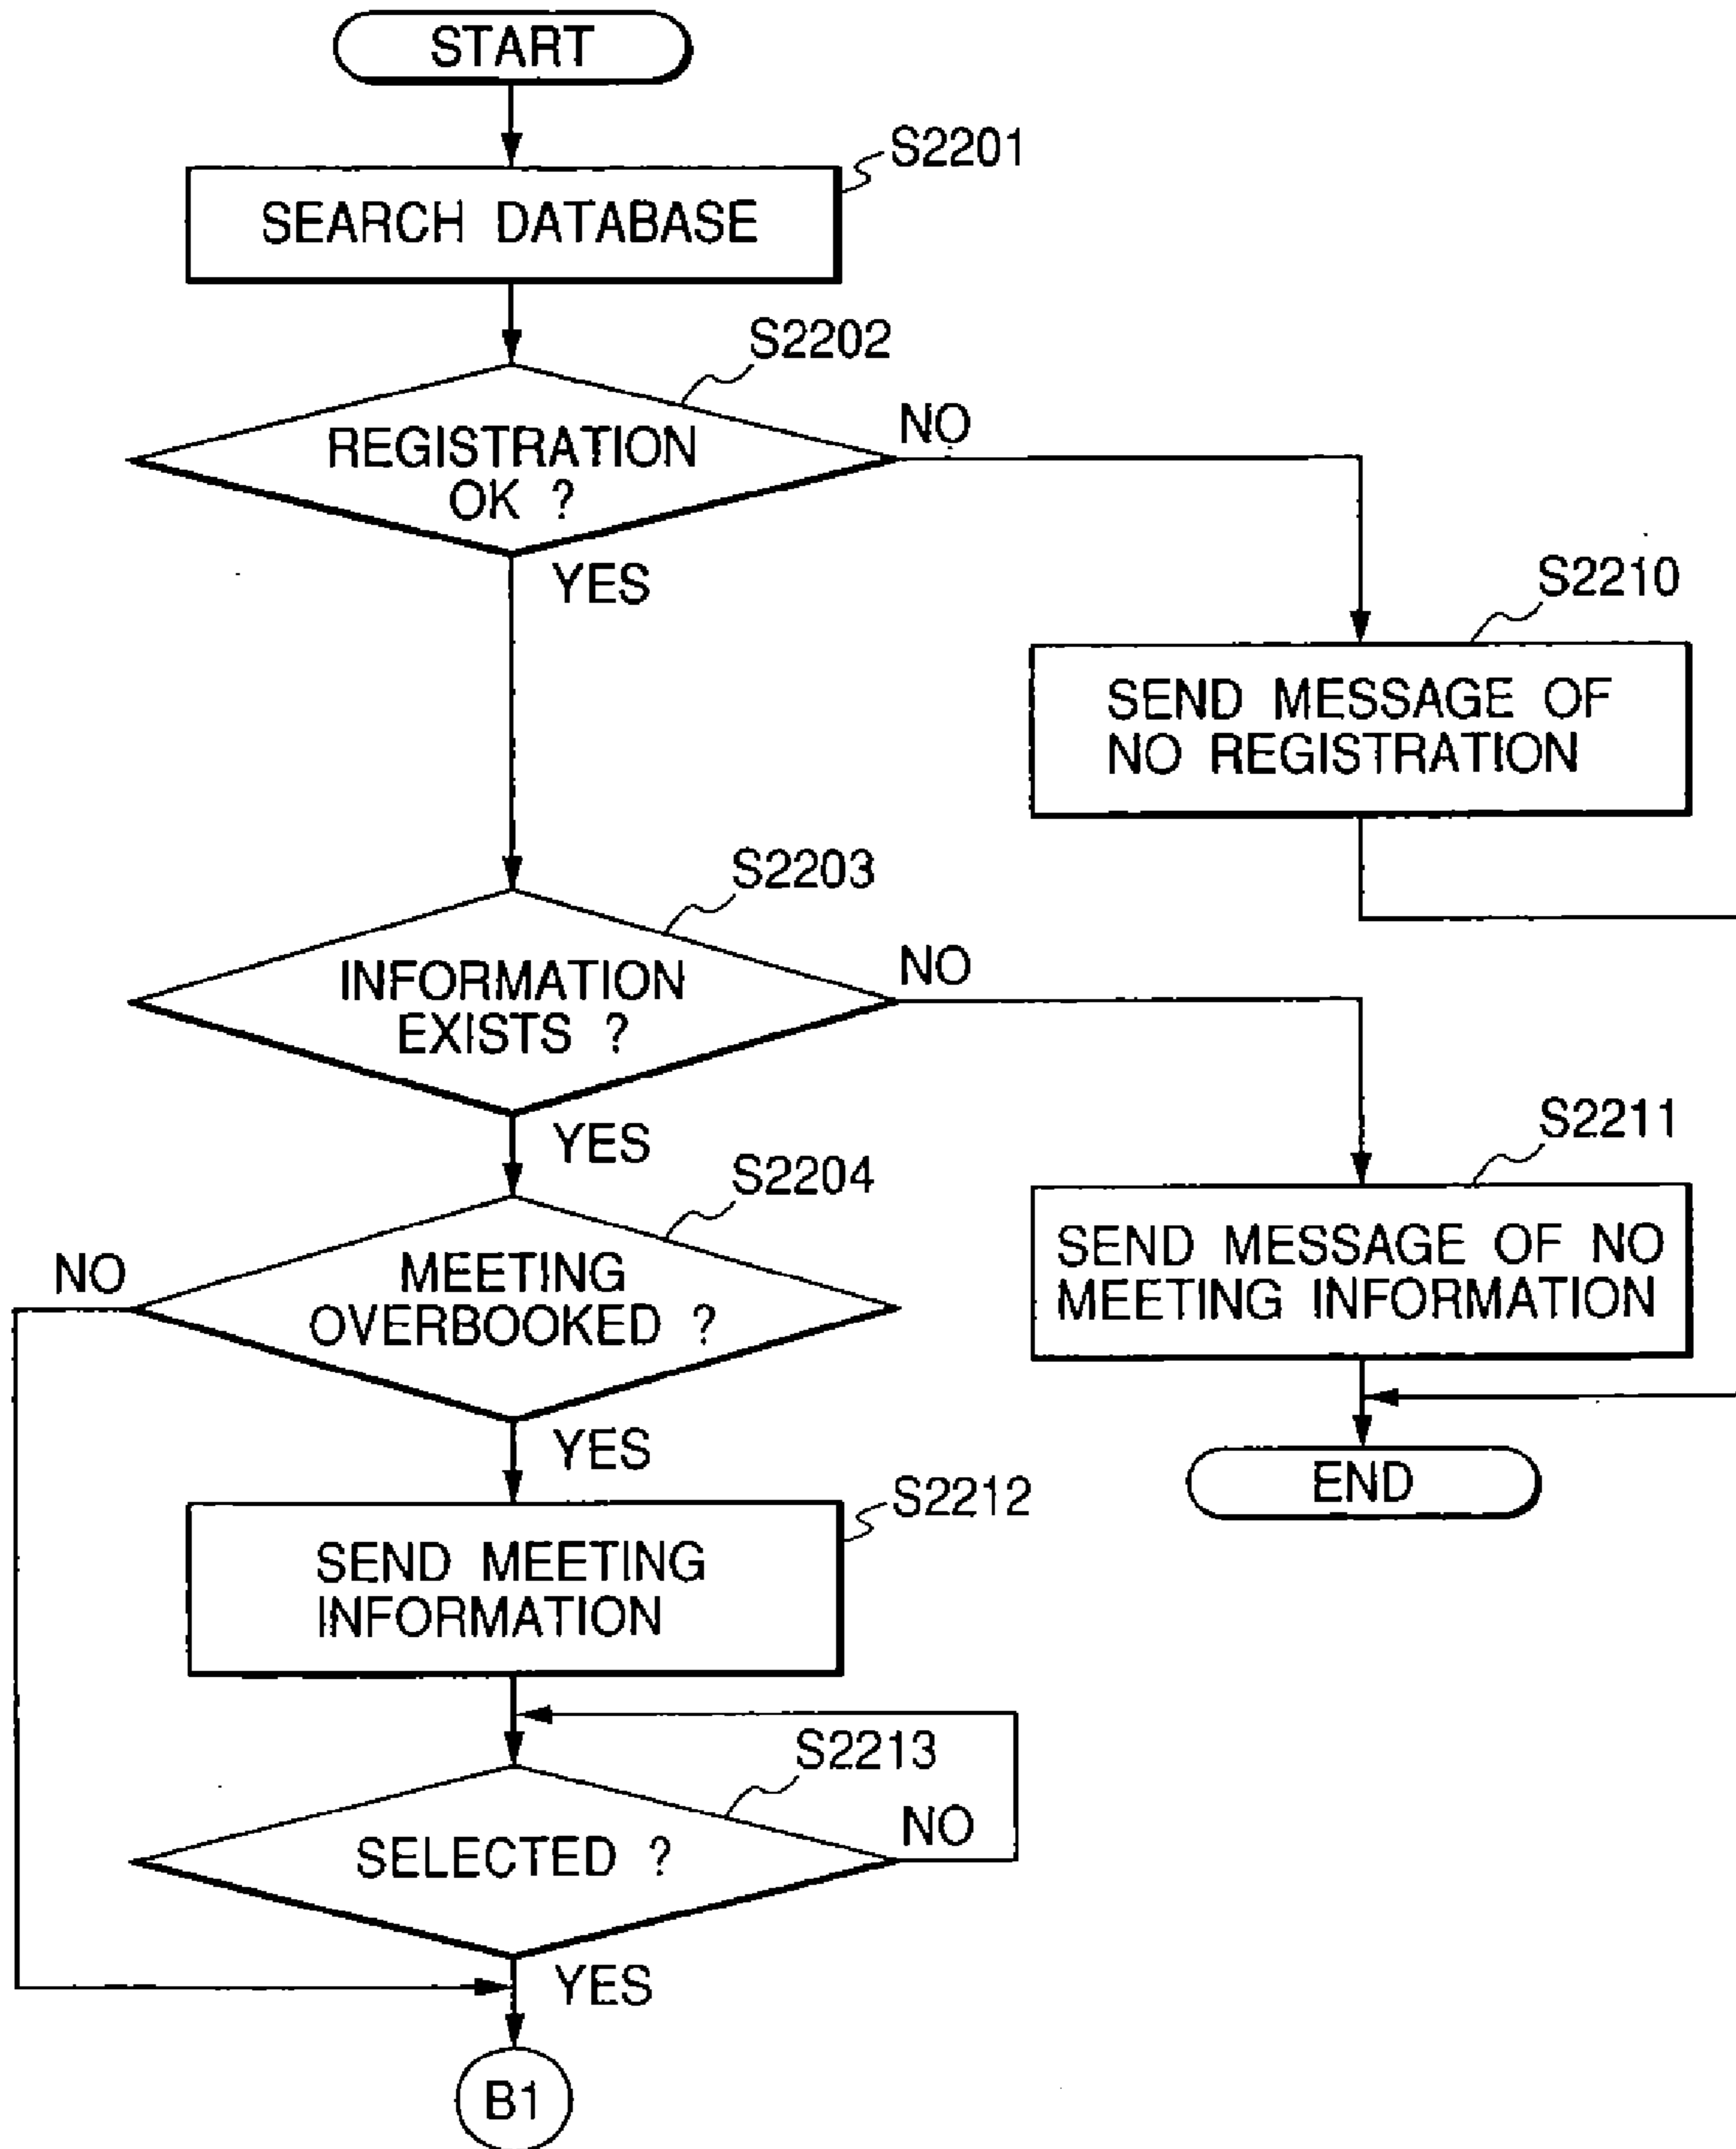 START
S2201
SEARCH DATABASE
S2202
REGISTRATION
OK ?
NO
YES
S2210
SEND MESSAGE OF
NO REGISTRATION
S2203
INFORMATION
EXISTS ?
NO
YES
S2211
SEND MESSAGE OF NO
MEETING INFORMATION
S2204
NO
MEETING
OVERBOOKED ?
YES
END
S2212
SEND MEETING
INFORMATION
S2213
SELECTED ?
NO
YES
B1